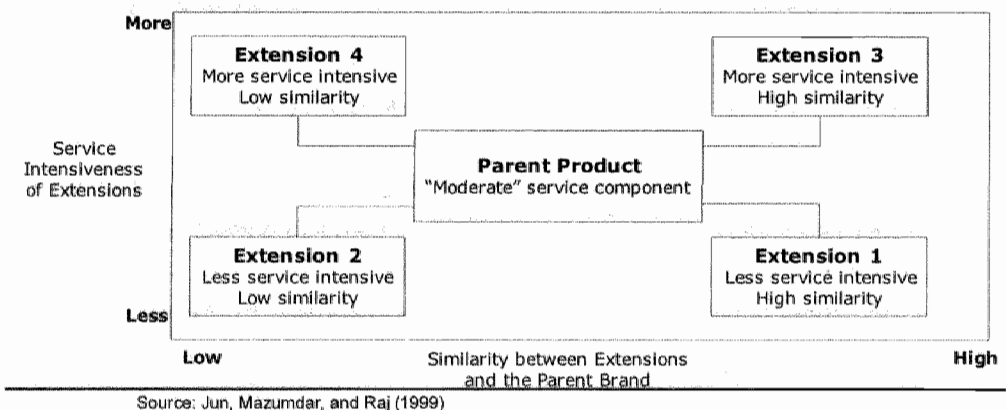 More
Extension 4
More service intensive
Low similarity
Extension 3
More service intensive
High similarity
Service
Intensiveness
of Extensions
Parent Product
“Moderate” service component
Extension 2
Less service intensive
Low similarity
Extension 1
Less service intensive
High similarity
Less
Low
Similarity between Extensions
and the Parent Brand
High
Source: Jun, Mazumdar, and Raj (1999)